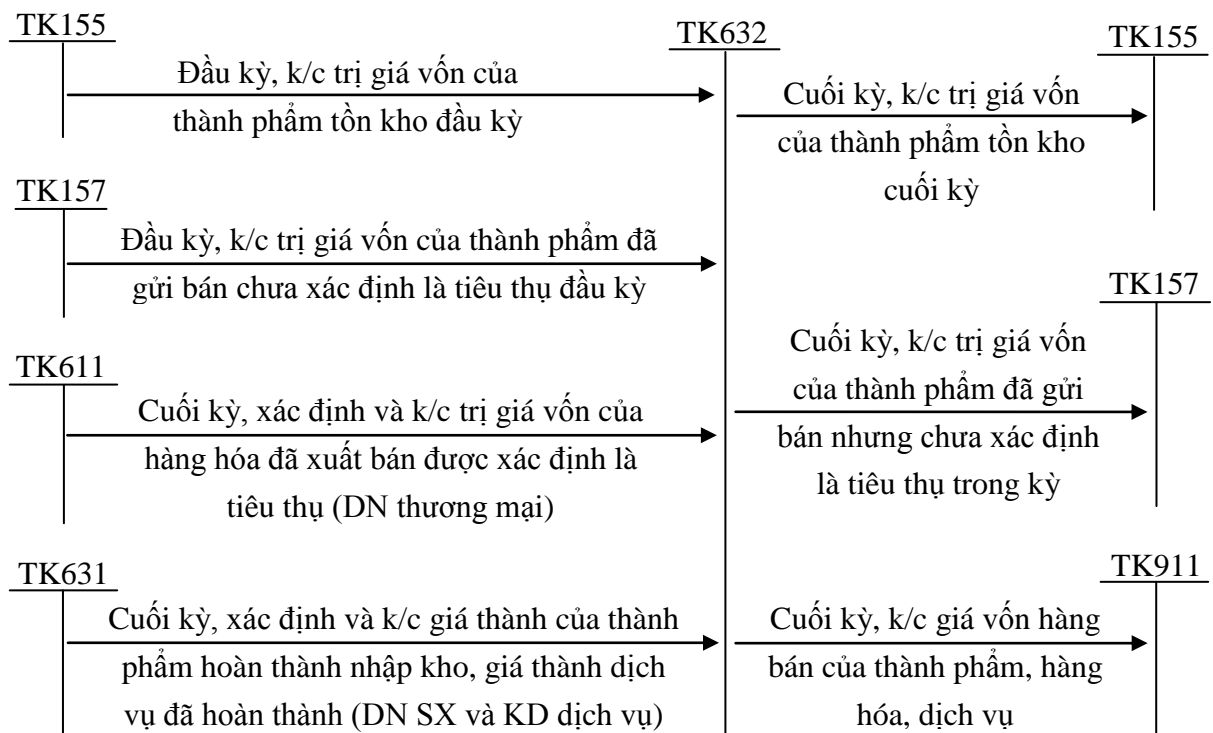 TK155
Đầu kỳ, k/c trị giá vốn của
thành phẩm tồn kho đầu kỳ
TK157
Đầu kỳ, k/c trị giá vốn của thành phẩm đã
gửi bán chưa xác định là tiêu thụ đầu kỳ
TK611
Cuối kỳ, xác định và k/c trị giá vốn của
hàng hóa đã xuất bán được xác định là
tiêu thụ (DN thương mại)
TK631
Cuối kỳ, xác định và k/c giá thành của thành
phẩm hoàn thành nhập kho, giá thành dịch
vụ đã hoàn thành (DN SX và KD dịch vụ)
TK632
TK155
Cuối kỳ, k/c trị giá vốn
của thành phẩm tồn kho
cuối kỳ
TK157
Cuối kỳ, k/c trị giá vốn
của thành phẩm đã gửi
bán nhưng chưa xác định
là tiêu thụ trong kỳ
TK911
Cuối kỳ, k/c giá vốn hàng
bán của thành phẩm, hàng
hóa, dịch vụ